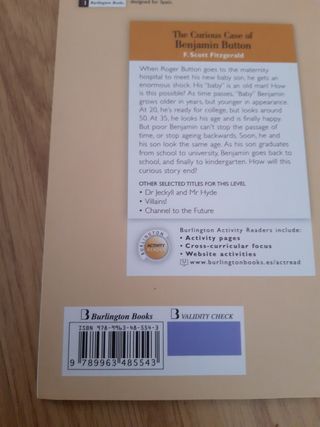 B Burlington Books
designed for Spain.
The Curious Case of
Benjamin Button
F. Scott Fitzgerald
When Roger Button goes to the maternity
hospital to meet his new baby son, he gets an
enormous shock. His "baby" is an old man! How
is this possible? As time passes, "Baby" Benjamin
grows older in years, but younger in appearance.
At 20, he's ready for college, but looks around
50. At 35, he looks his age and is finally happy.
But poor Benjamin can't stop the passage of
time, or stop ageing backwards. Soon, he and
his son look the same age. As his son graduates
from school to university, Benjamin goes back to
school, and finally to kindergarten. How will this
curious story end?
OTHER SELECTED TITLES FOR THIS LEVEL
• Dr Jeckyll and Mr Hyde
• Villains!
• Channel to the Future
BURLINGTON
ACTIVITY
Burlington Activity Readers include:
• Activity pages
• Cross-curricular focus
• Website activities
www.burlingtonbooks.es/actread
B Burlington Books
B VALIDITY CHECK
ISBN 978-9963-48-554-3
9 789963 485543